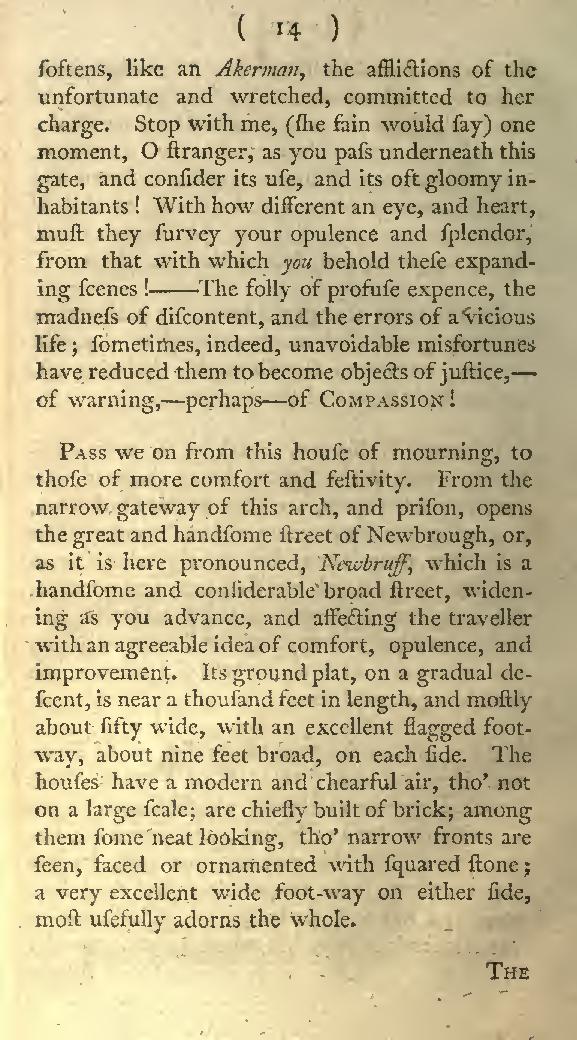 ( 14 )
ſoftens, like an Akerman, the afflictions of the
unfortunate and wretched, committed to her
charge. Stop with me, (ſhe fain would ſay) one
moment, O ſtranger, as you paſs underneath this
gate, and conſider its uſe, and its oft gloomy in-
habitants! With how different an eye, and heart,
muſt they ſurvey your opulence and ſplendor,
from that with which you behold theſe expand-
ing ſcenes!——The folly of profuſe expence, the
madneſs of diſcontent, and the errors of a vicious
life; ſometimes, indeed, unavoidable misfortunes
have reduced them to become objects of juſtice,—
of warning,—perhaps—of COMPASSION!
PASS we on from this houſe of mourning, to
thoſe of more comfort and feſtivity. From the
narrow gateway of this arch, and priſon, opens
the great and handſome ſtreet of Newbrough, or,
as it is here pronounced, Newbruff, which is a
handſome and conſiderable broad ſtreet, widen-
ing as you advance, and affecting the traveller
with an agreeable idea of comfort, opulence, and
improvement. Its ground plat, on a gradual de-
ſcent, is near a thouſand feet in length, and moſtly
about fifty wide, with an excellent flagged foot-
way, about nine feet broad, on each ſide. The
houſes have a modern and chearful air, tho' not
on a large ſcale; are chiefly built of brick; among
them ſome neat looking, tho' narrow fronts are
ſeen, faced or ornamented with ſquared ſtone;
a very excellent wide foot-way on either ſide,
moſt uſefully adorns the whole.
THE